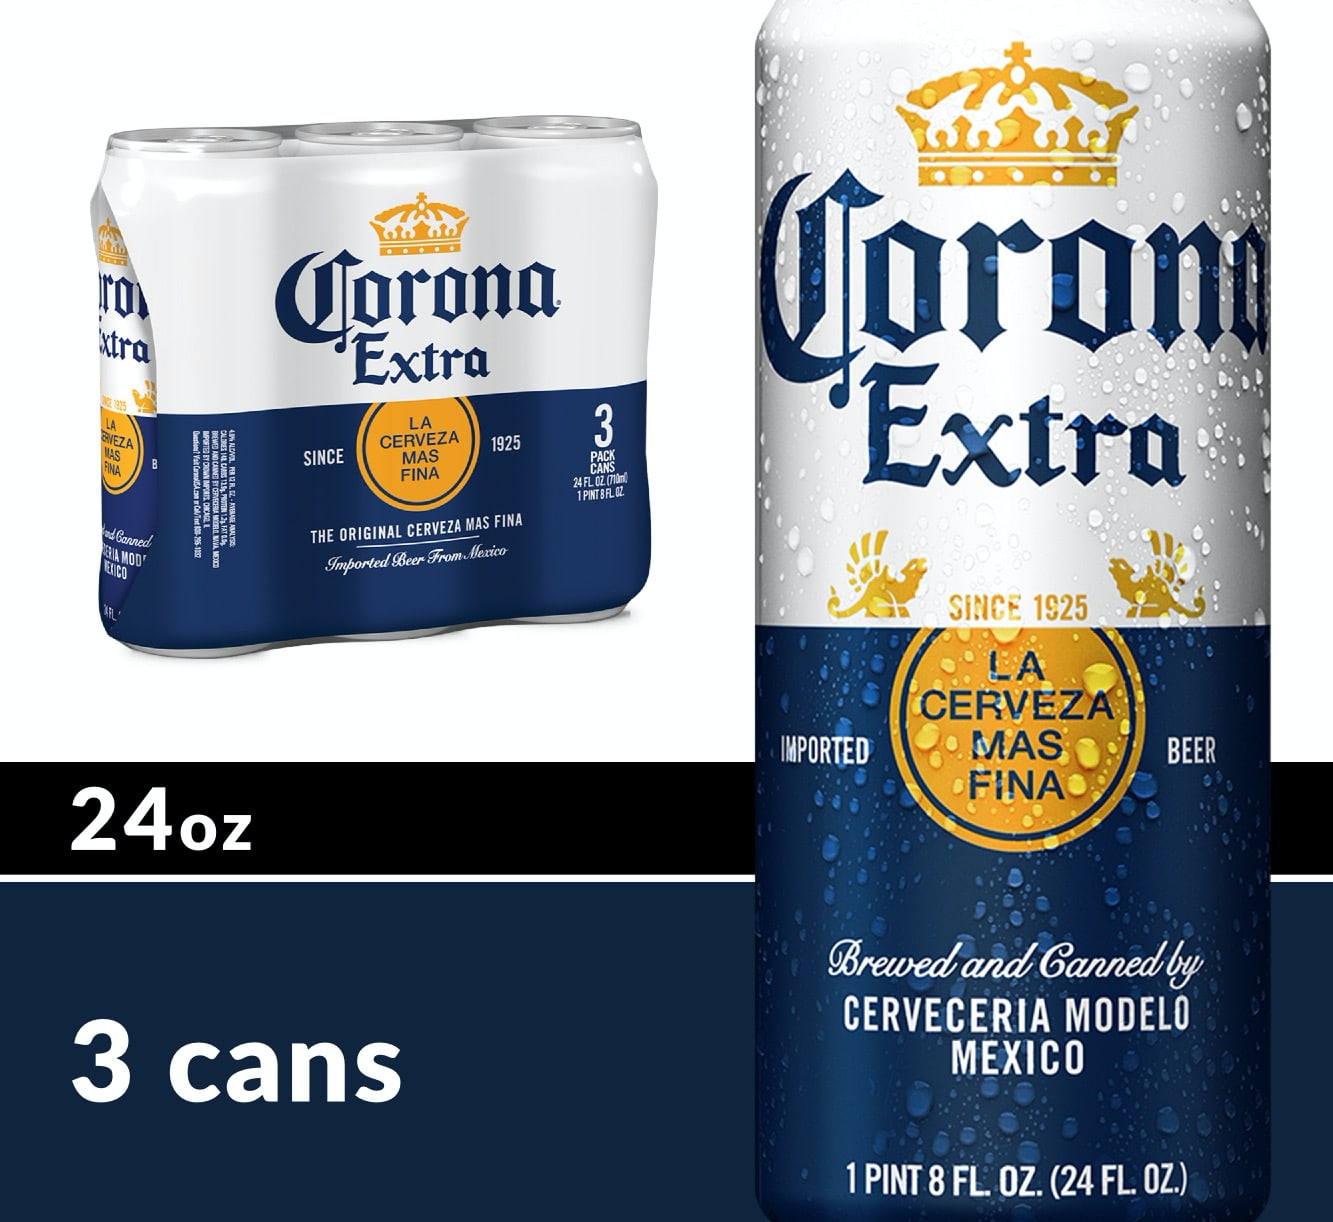 Corona
Extra
SINCE
LA
CERVEZA
MAS
FINA
1925
THE ORIGINAL CERVEZA MAS FINA
Imported Beer From Mexico
3
PACK
CANS
24 FL. OZ. (710ml)
1 PINT 8 FL. OZ.
SINCE 1925
LA
CERVEZA
MAS
FINA
B
MEXICO
Corona
Extra
SINCE 1925
LA
CERVEZA
MAS
FINA
IMPORTED
BEER
Brewed and Canned by
CERVECERIA MODELO
MEXICO
1 PINT 8 FL. OZ. (24 FL. OZ.)
24oz
3 cans